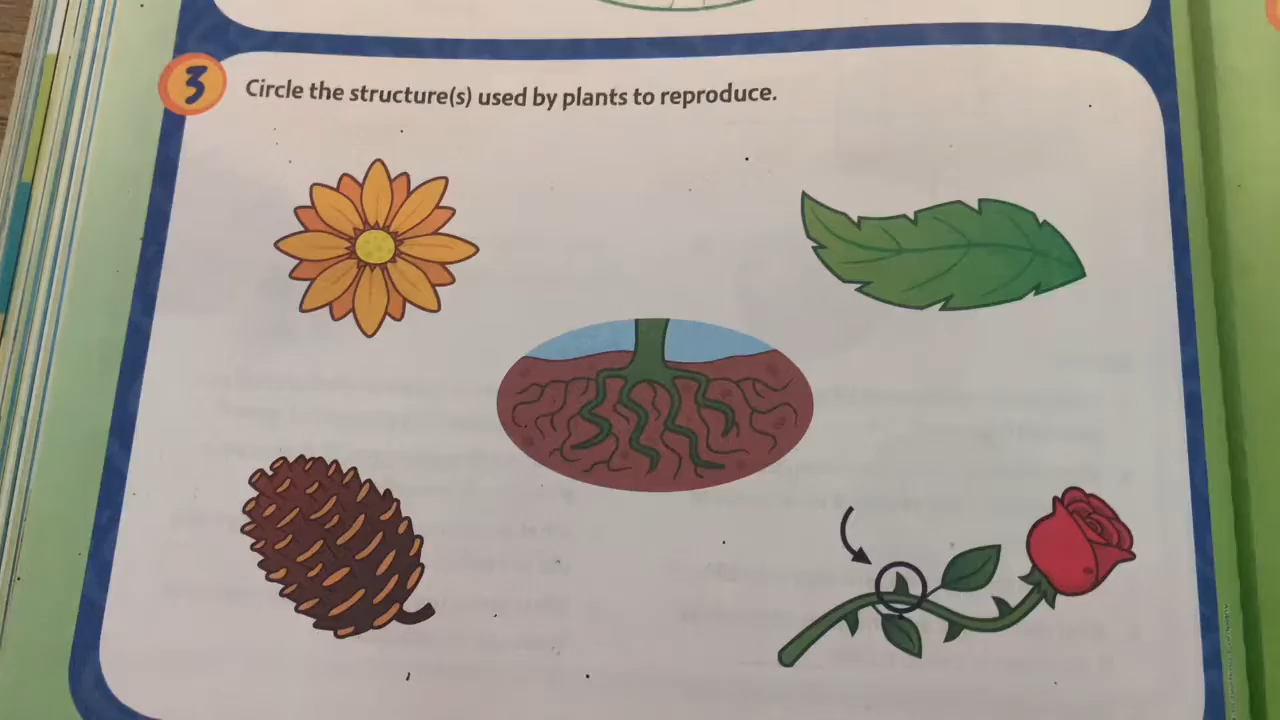 3
Circle the structure(s) used by plants to reproduce.